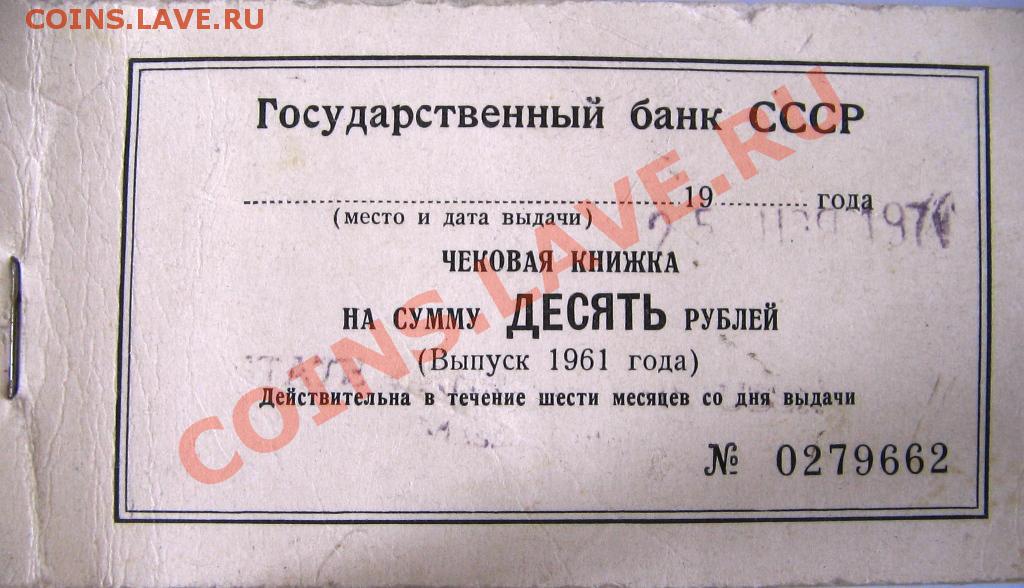 COINS.LAVE.RU
Государственный банк СССР
19 года
(место и дата выдачи)
ЧЕКОВАЯ КНИЖКА
НА СУММУ ДЕСЯТЬ РУБЛЕЙ
(Выпуск 1961 года)
Действительна в течение шести месяцев со дня выдачи
№ 0279662
COINS.LAVE.RU